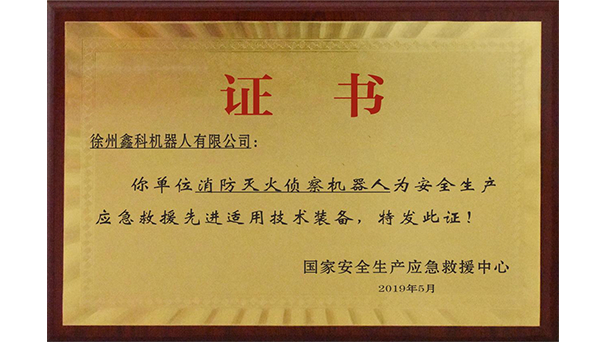 证书
徐州鑫科机器人有限公司：
你单位消防灭火侦察机器人为安全生产
应急救援先进适用技术装备，特发此证！
国家安全生产应急救援中心
2019年5月